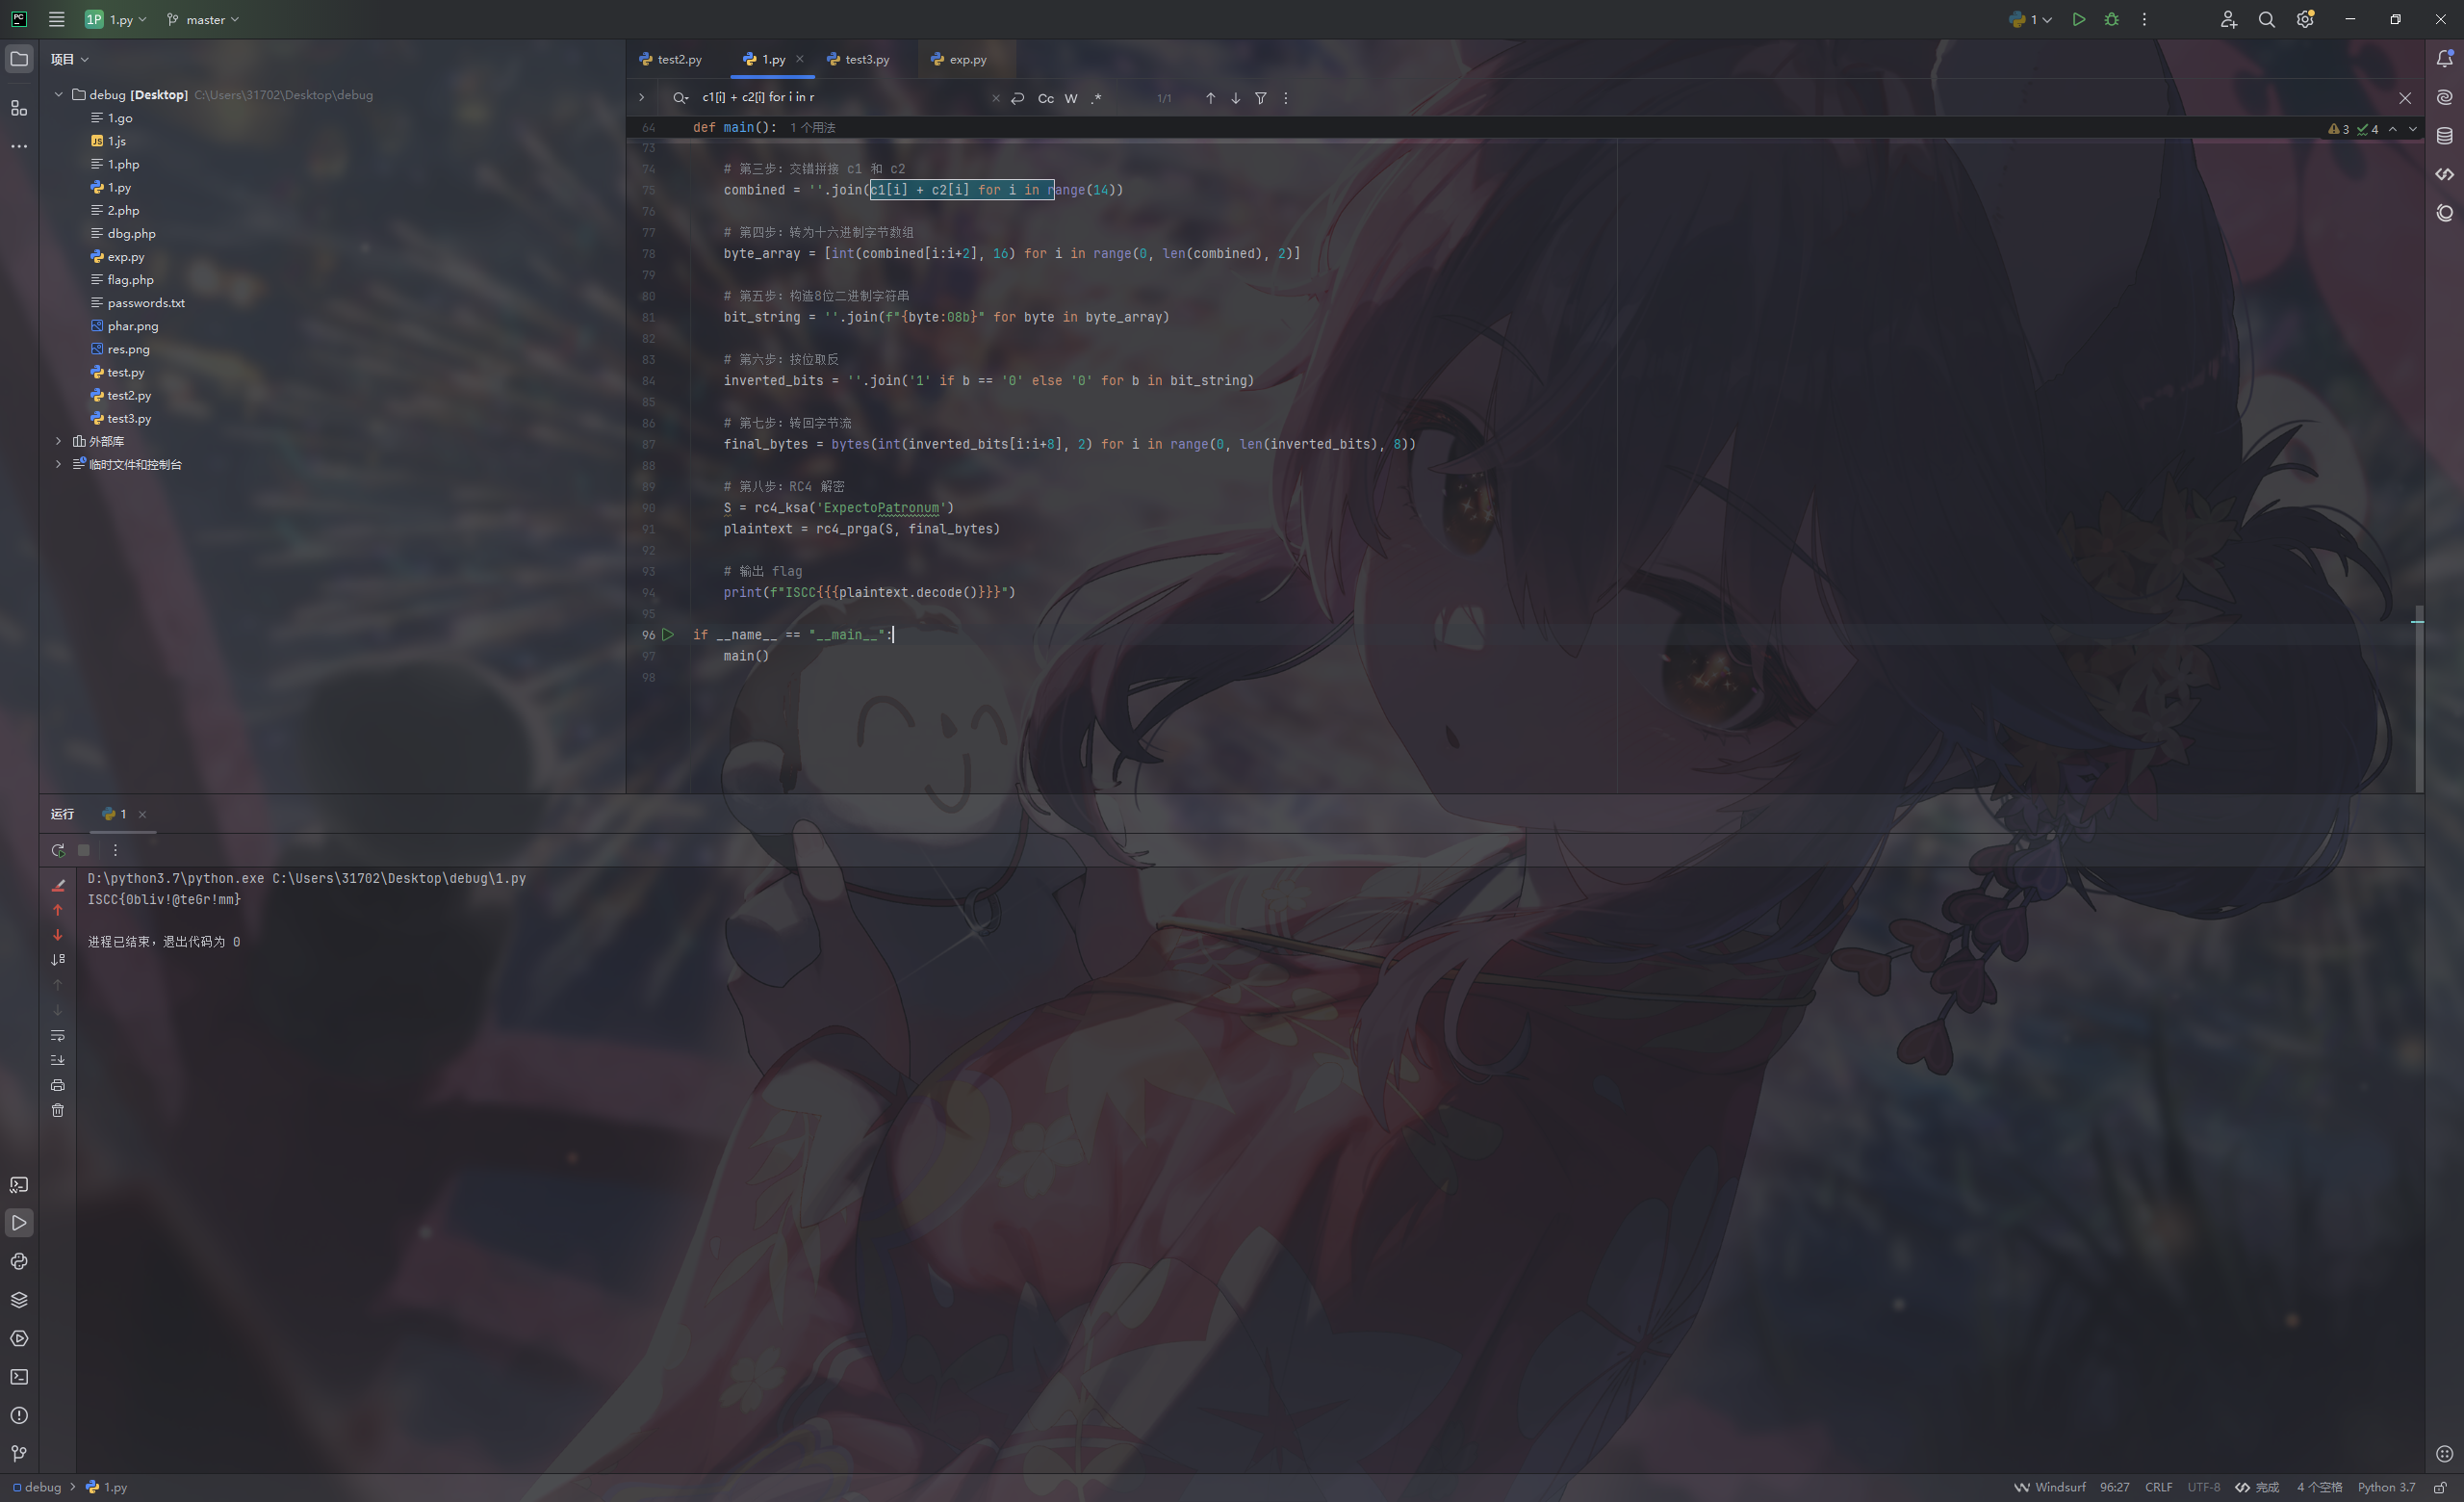 PC
1P 1.py
master
1
项目
debug [Desktop] C:\Users\31702\Desktop\debug
1.go
JS 1.js
1.php
1.py
2.php
dbg.php
exp.py
flag.php
passwords.txt
phar.png
res.png
test.py
test2.py
test3.py
外部库
临时文件和控制台
test2.py
1.py
test3.py
exp.py
c1[i] + c2[i] for i in r
Cc W .*
1/1
64 def main(): 1 个用法
3 4
73
74 # 第三步：交错拼接 c1 和 c2
75 combined = ''.join(c1[i] + c2[i] for i in range(14))
76
77 # 第四步：转为十六进制字节数组
78 byte_array = [int(combined[i:i+2], 16) for i in range(0, len(combined), 2)]
79
80 # 第五步：构造8位二进制字符串
81 bit_string = ''.join(f"{byte:08b}" for byte in byte_array)
82
83 # 第六步：按位取反
84 inverted_bits = ''.join('1' if b == '0' else '0' for b in bit_string)
85
86 # 第七步：转回字节流
87 final_bytes = bytes(int(inverted_bits[i:i+8], 2) for i in range(0, len(inverted_bits), 8))
88
89 # 第八步：RC4 解密
90 S = rc4_ksa('ExpectoPatronum')
91 plaintext = rc4_prga(S, final_bytes)
92
93 # 输出 flag
94 print(f"ISCC{{{plaintext.decode()}}}")
95
96 if __name__ == "__main__":
97 main()
98
运行
1
D:\python3.7\python.exe C:\Users\31702\Desktop\debug\1.py
ISCC{0bliv!@te6r!mm}
进程已结束，退出代码为 0
debug
1.py
Windsurf
96:27
CRLF
UTF-8
完成
4 个空格
Python 3.7